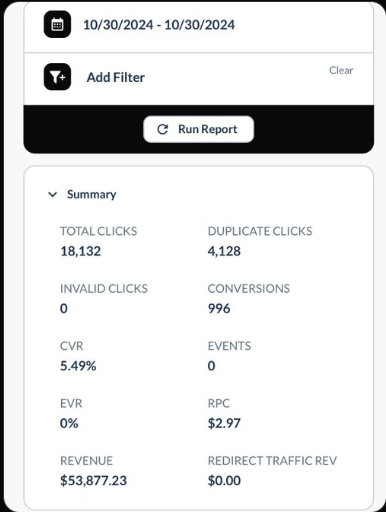 10/30/2024 - 10/30/2024
Add Filter
Clear
Run Report
Summary
TOTAL CLICKS
18,132
DUPLICATE CLICKS
4,128
INVALID CLICKS
0
CONVERSIONS
996
CVR
5.49%
EVENTS
0
EVR
0%
RPC
$2.97
REVENUE
$53,877.23
REDIRECT TRAFFIC REV
$0.00